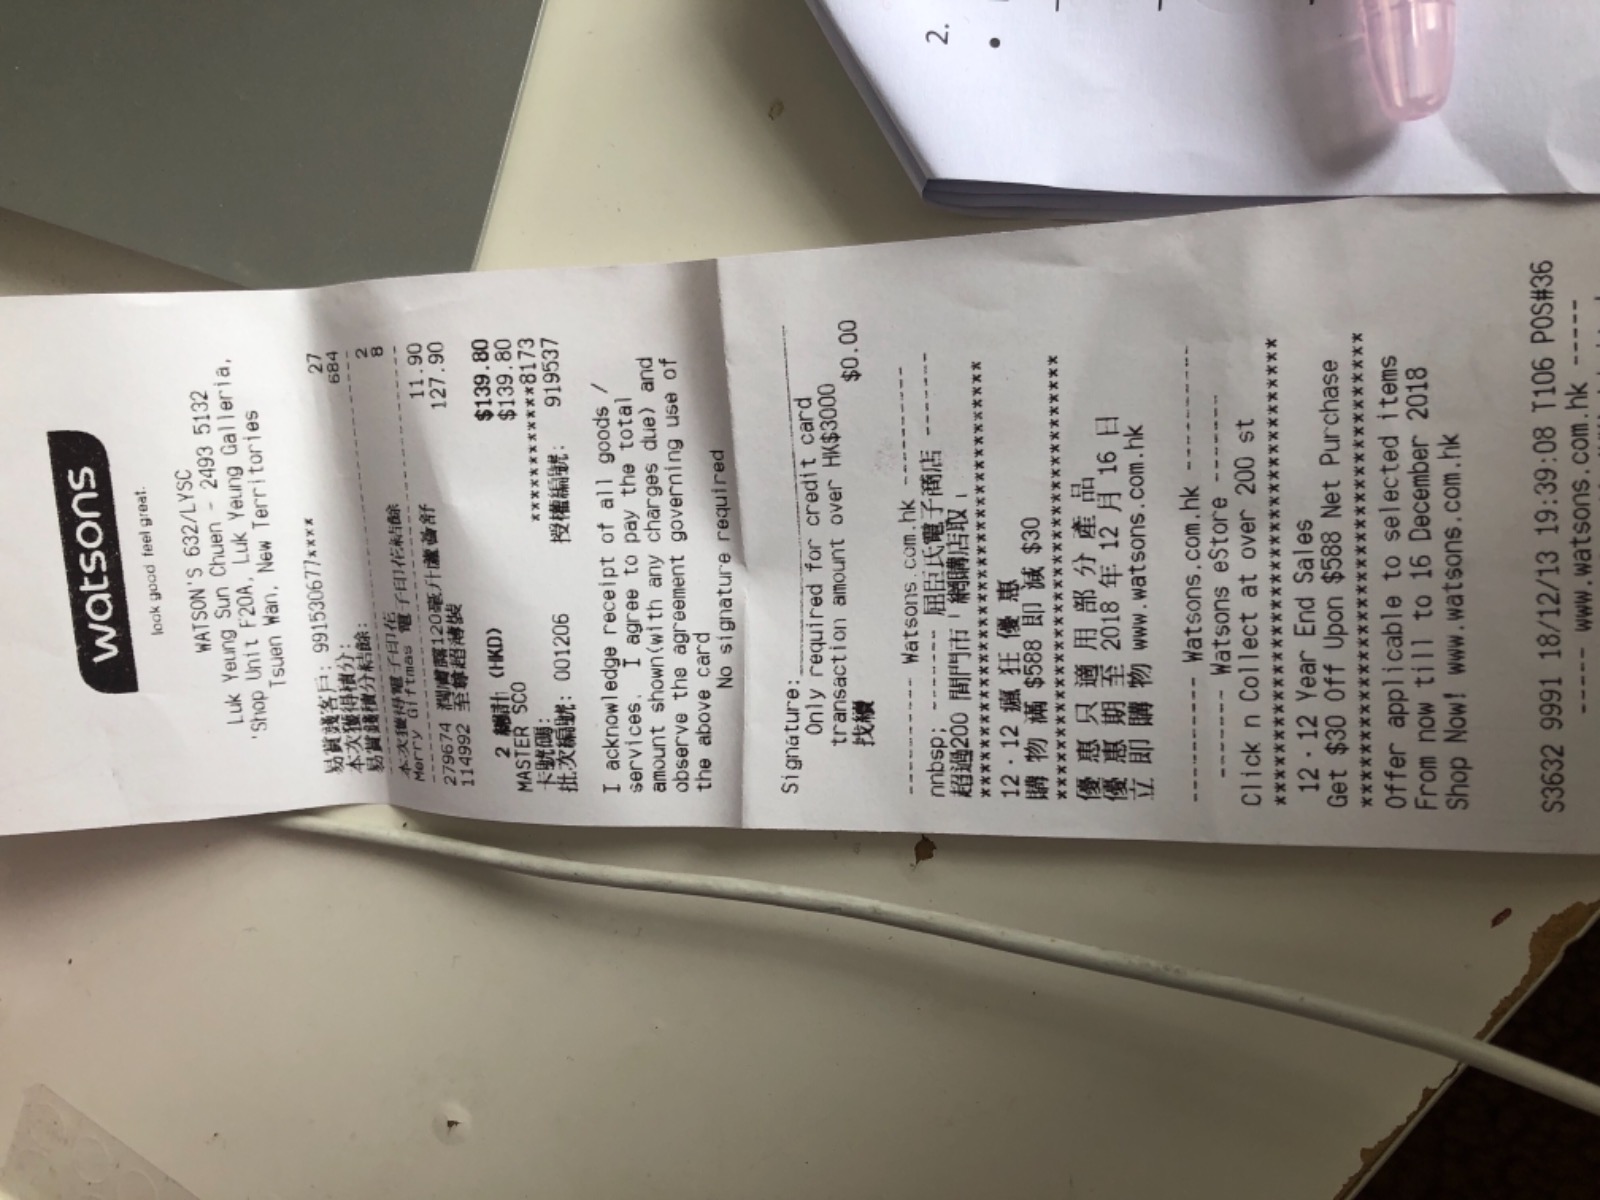 watsons
look good. feel great.
WATSON'S 632/LYSC
Luk Yeung Sun Chuen - 2493 5132
'Shop Unit F20A, Luk Yeung Galleria,
Tsuen Wan, New Territories
易賞錢客戶: 991530677****
本次獲得積分: 27
易賞錢積分結餘: 684
本次獲得電子印花 2
Merry Giftmas 電子印花結餘 8
279674 潤膚露120毫升蘆薈舒 11.90
114992 至尊超薄裝 127.90
2 總計 (HKD) $139.80
MASTER SCO $139.80
卡號碼: ************8173
批次編號: 001206 授權編號: 919537
I acknowledge receipt of all goods /
services. I agree to pay the total
amount shown(with any charges due) and
observe the agreement governing use of
the above card
No signature required
Signature:
Only required for credit card
transaction amount over HK$3000
找續 $0.00
---------- Watsons.com.hk ----------
nnbsp; ------- 屈臣氏電子商店 -------
超過200 間門市「網購店取」
***********************************
12·12 瘋 狂 優 惠
購 物 滿 $588 即 減 $30
***********************************
優 惠 只 適 用 部 分 產 品
優 惠 期 至 2018 年 12 月 16 日
立 即 購 物 www.watsons.com.hk
---------- Watsons.com.hk ----------
------- Watsons eStore -------
Click n Collect at over 200 st
***********************************
12·12 Year End Sales
Get $30 Off Upon $588 Net Purchase
***********************************
Offer applicable to selected items
From now till to 16 December 2018
Shop Now! www.watsons.com.hk
S3632 9991 18/12/13 19:39:08 T106 POS#36
----- www.watsons.com.hk -----
2.